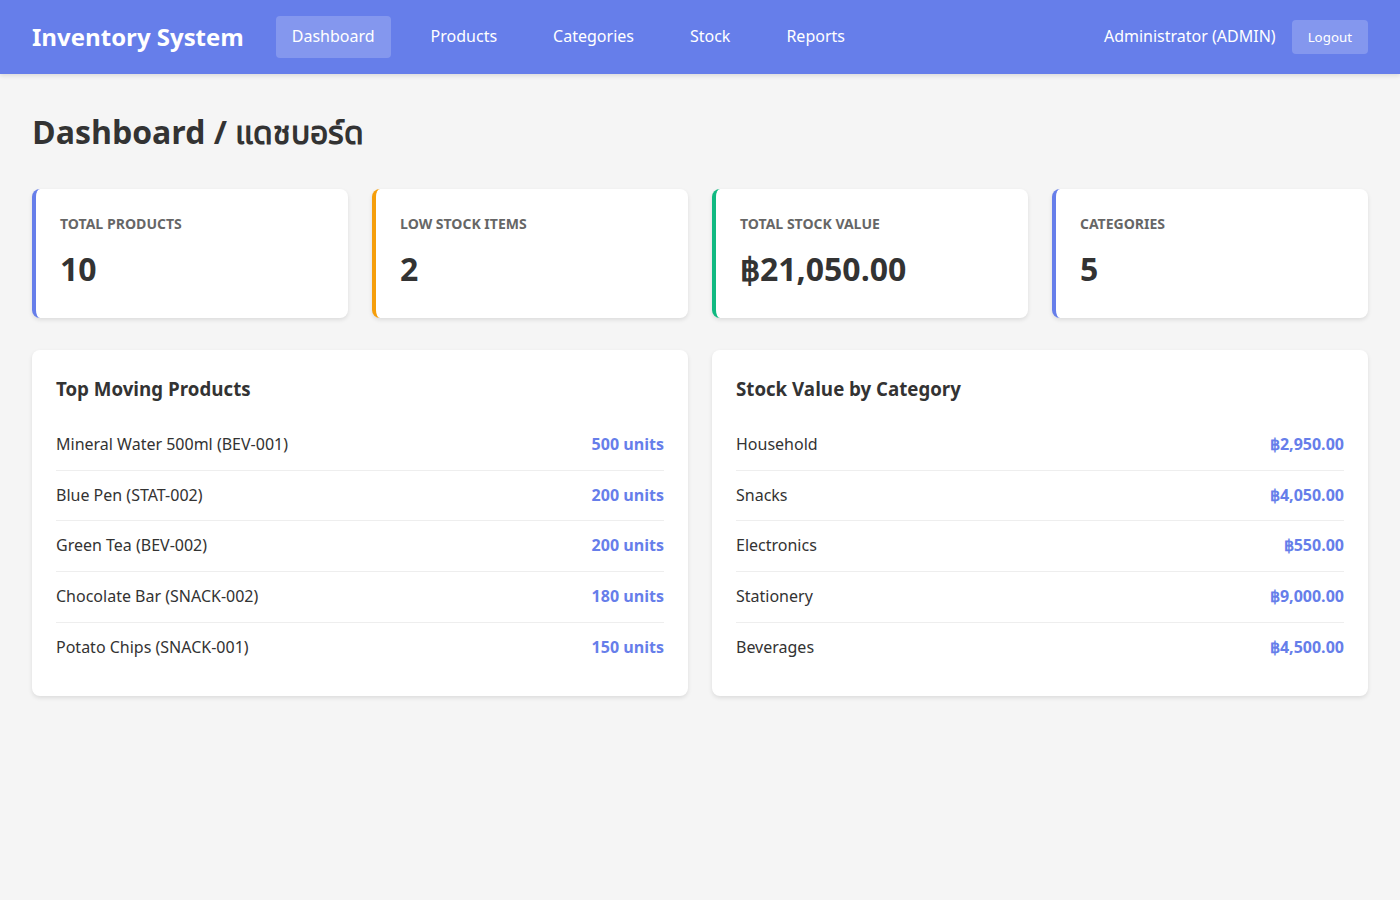 Inventory System Dashboard Products Categories Stock Reports Administrator (ADMIN) Logout
Dashboard / แดชบอร์ด
TOTAL PRODUCTS
10
LOW STOCK ITEMS
2
TOTAL STOCK VALUE
฿21,050.00
CATEGORIES
5
Top Moving Products
Mineral Water 500ml (BEV-001) 500 units
Blue Pen (STAT-002) 200 units
Green Tea (BEV-002) 200 units
Chocolate Bar (SNACK-002) 180 units
Potato Chips (SNACK-001) 150 units
Stock Value by Category
Household ฿2,950.00
Snacks ฿4,050.00
Electronics ฿550.00
Stationery ฿9,000.00
Beverages ฿4,500.00